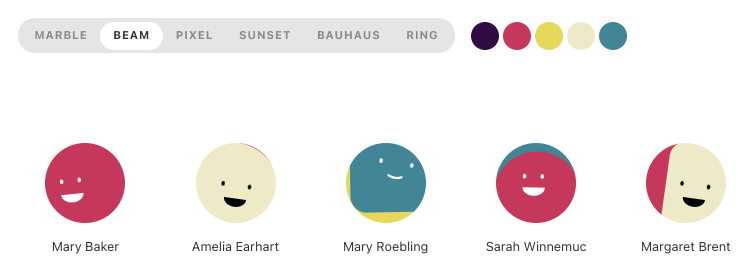 MARBLE BEAM PIXEL SUNSET BAUHAUS RING
Mary Baker Amelia Earhart Mary Roebling Sarah Winnemuc Margaret Brent